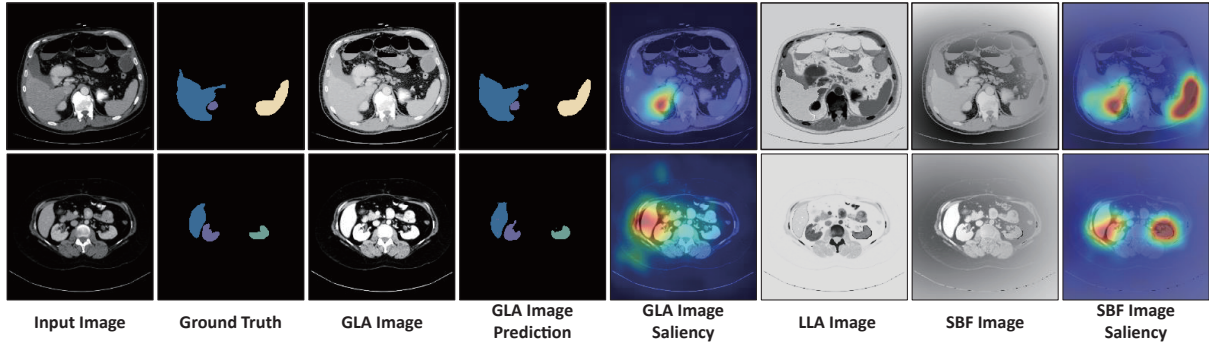 Input Image
Ground Truth
GLA Image
GLA Image
Prediction
GLA Image
Saliency
LLA Image
SBF Image
SBF Image
Saliency